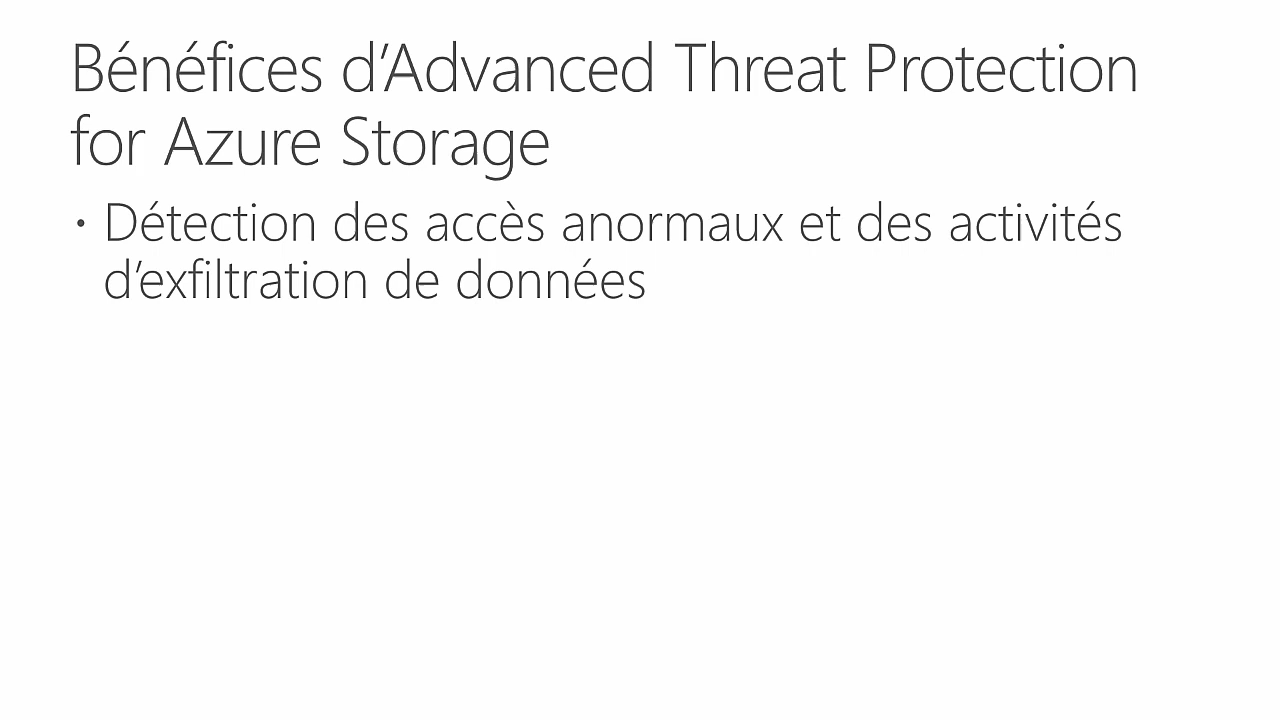 Bénéfices d’Advanced Threat Protection
for Azure Storage
• Détection des accès anormaux et des activités
d’exfiltration de données